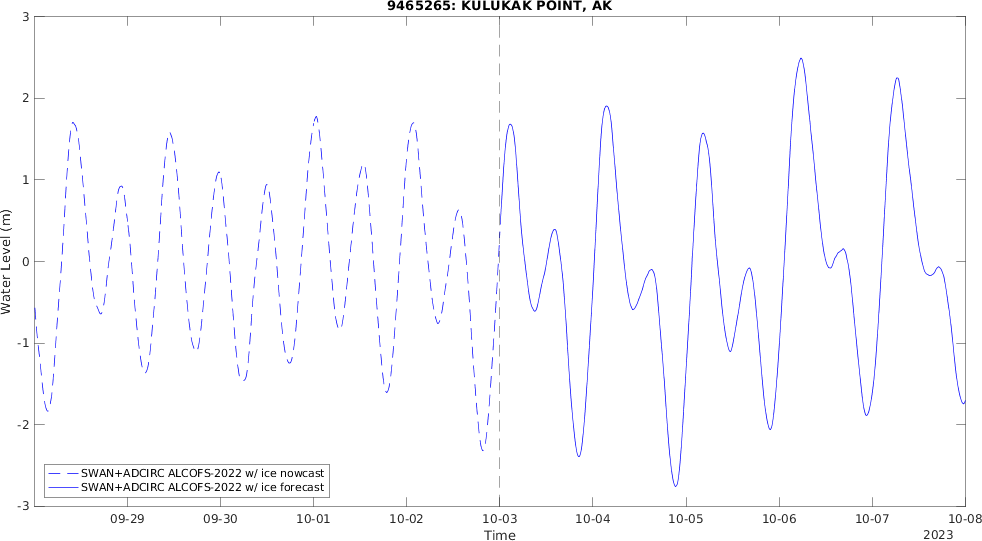 9465265: KULUKAK POINT, AK
3
2
1
0
-1
-2
-3
Water Level (m)
SWAN+ADCIRC ALCOFS-2022 w/ ice nowcast
SWAN+ADCIRC ALCOFS-2022 w/ ice forecast
09-29 09-30 10-01 10-02 10-03 10-04 10-05 10-06 10-07 10-08
Time
2023